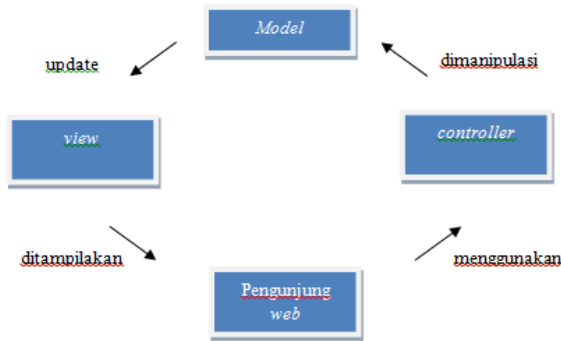 Model
update
dimanipulasi
view
controller
ditampilakan
menggunakan
Pengunjung
web